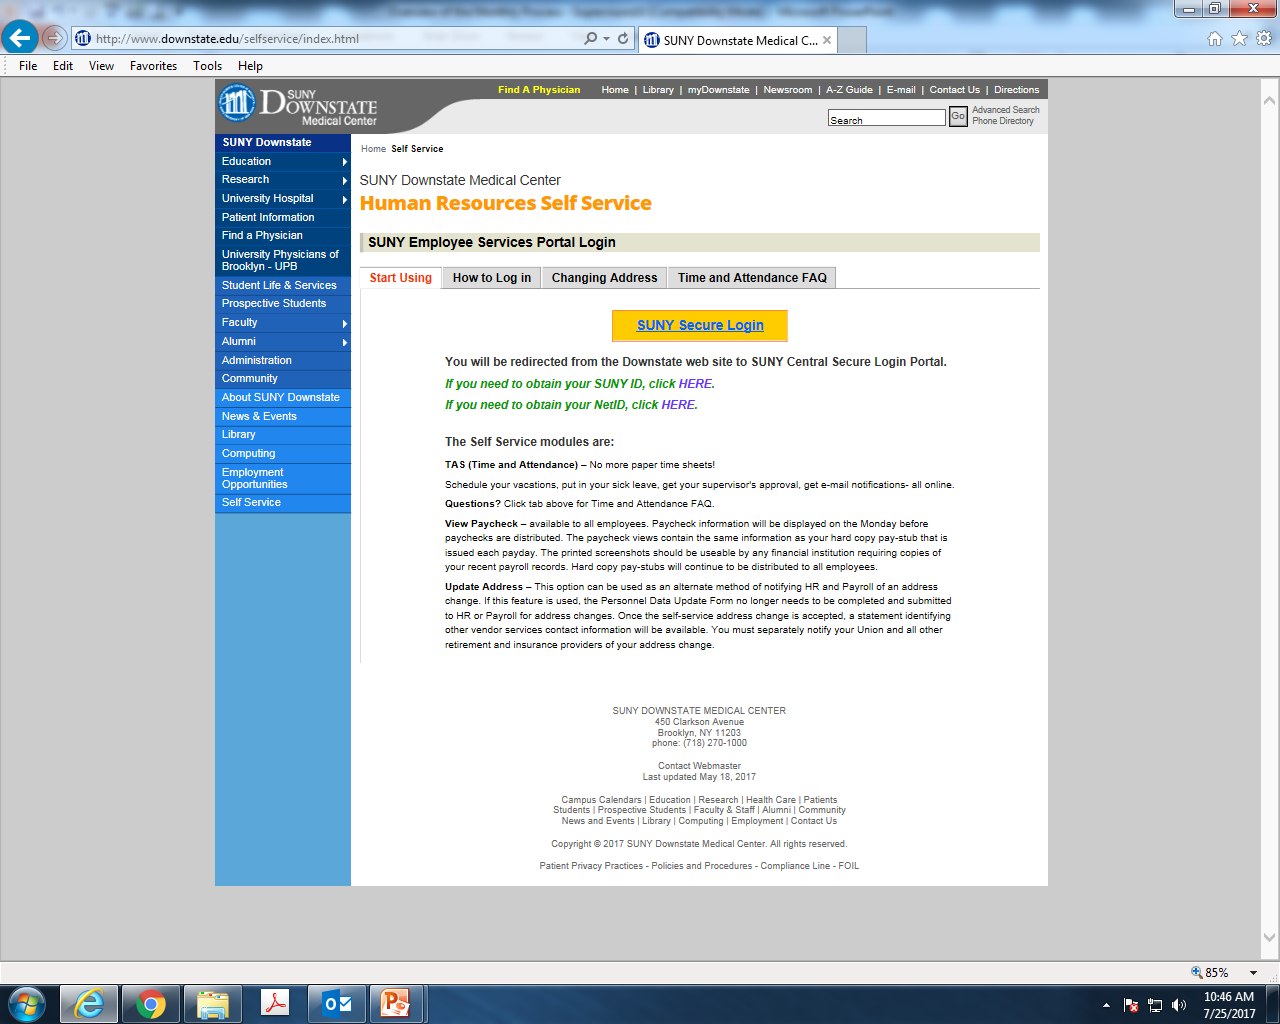 http://www.downstate.edu/selfservice/index.html
SUNY Downstate Medical C...
File Edit View Favorites Tools Help
SUNY
DOWNSTATE
Medical Center
Find A Physician Home | Library | myDownstate | Newsroom | A-Z Guide | E-mail | Contact Us | Directions
Search Go Advanced Search
Phone Directory
SUNY Downstate
Education
Research
University Hospital
Patient Information
Find a Physician
University Physicians of
Brooklyn - UPB
Student Life & Services
Prospective Students
Faculty
Alumni
Administration
Community
About SUNY Downstate
News & Events
Library
Computing
Employment
Opportunities
Self Service
Home Self Service
SUNY Downstate Medical Center
Human Resources Self Service
SUNY Employee Services Portal Login
Start Using How to Log in Changing Address Time and Attendance FAQ
SUNY Secure Login
You will be redirected from the Downstate web site to SUNY Central Secure Login Portal.
If you need to obtain your SUNY ID, click HERE.
If you need to obtain your NetID, click HERE.
The Self Service modules are:
TAS (Time and Attendance) – No more paper time sheets!
Schedule your vacations, put in your sick leave, get your supervisor's approval, get e-mail notifications- all online.
Questions? Click tab above for Time and Attendance FAQ.
View Paycheck – available to all employees. Paycheck information will be displayed on the Monday before
paychecks are distributed. The paycheck views contain the same information as your hard copy pay-stub that is
issued each payday. The printed screenshots should be useable by any financial institution requiring copies of
your recent payroll records. Hard copy pay-stubs will continue to be distributed to all employees.
Update Address – This option can be used as an alternate method of notifying HR and Payroll of an address
change. If this feature is used, the Personnel Data Update Form no longer needs to be completed and submitted
to HR or Payroll for address changes. Once the self-service address change is accepted, a statement identifying
other vendor services contact information will be available. You must separately notify your Union and all other
retirement and insurance providers of your address change.
SUNY DOWNSTATE MEDICAL CENTER
450 Clarkson Avenue
Brooklyn, NY 11203
phone: (718) 270-1000
Contact Webmaster
Last updated May 18, 2017
Campus Calendars | Education | Research | Health Care | Patients
Students | Prospective Students | Faculty & Staff | Alumni | Community
News and Events | Library | Computing | Employment | Contact Us
Copyright © 2017 SUNY Downstate Medical Center. All rights reserved.
Patient Privacy Practices - Policies and Procedures - Compliance Line - FOIL
85%
10:46 AM
7/25/2017